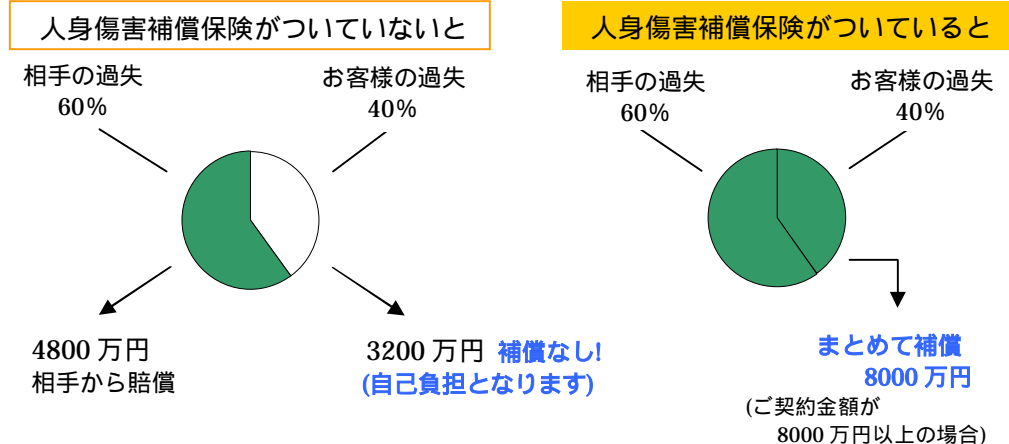 人身傷害補償保険がついていないと
相手の過失
60%
お客様の過失
40%
4800 万円
相手から賠償
3200 万円 補償なし!
(自己負担となります)
人身傷害補償保険がついていると
相手の過失
60%
お客様の過失
40%
まとめて補償
8000 万円
(ご契約金額が
8000 万円以上の場合)